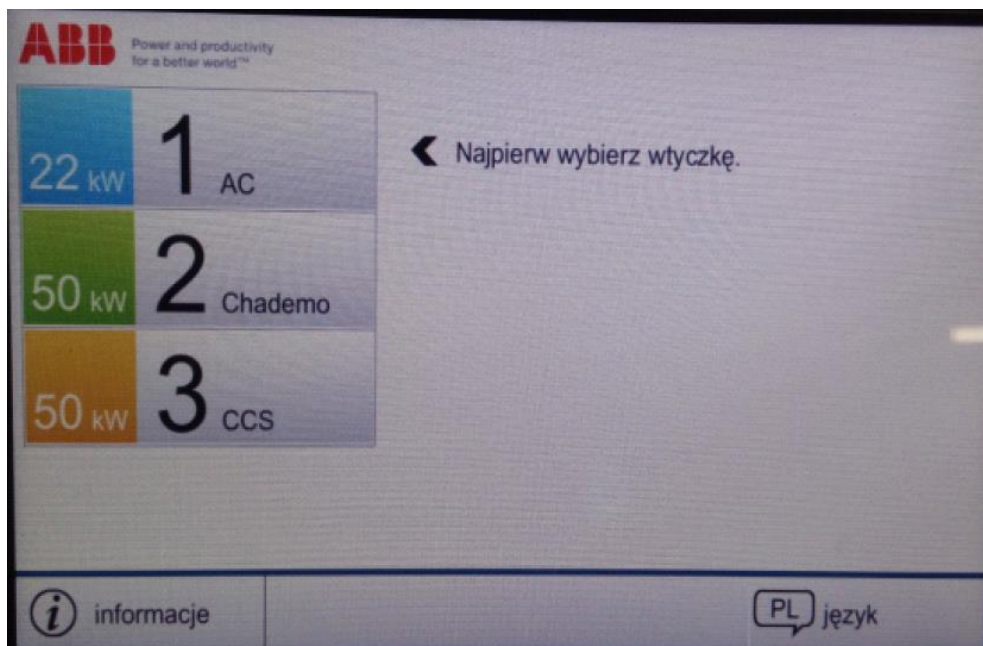 ABB
Power and productivity
for a better world™
22 kW 1 AC
Najpierw wybierz wtyczkę.
50 kW 2 Chademo
50 kW 3 CCS
i informacje
PL język